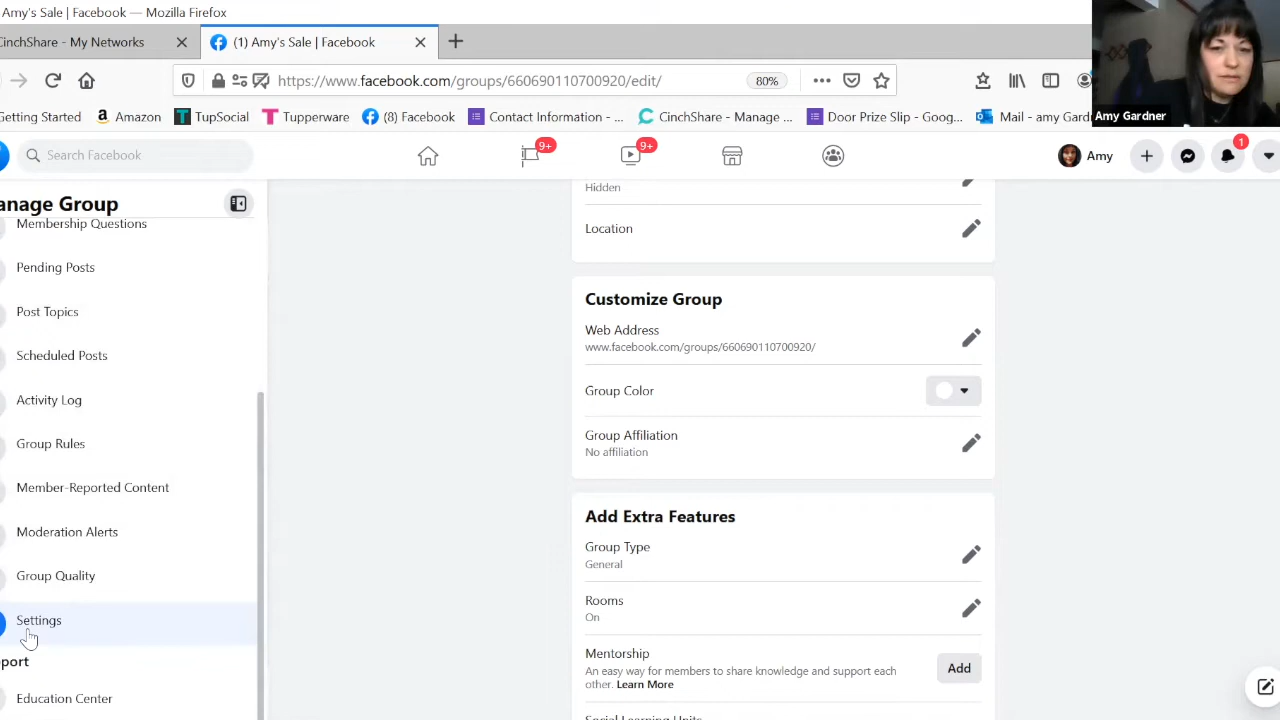 Amy's Sale | Facebook — Mozilla Firefox
CinchShare - My Networks
(1) Amy's Sale | Facebook
https://www.facebook.com/groups/660690110700920/edit/
80%
Getting Started
Amazon
TupSocial
Tupperware
(8) Facebook
Contact Information - ...
CinchShare - Manage ...
Door Prize Slip - Goog...
Mail - amy Gard
Amy Gardner
Search Facebook
9+
9+
Amy
1
anage Group
Membership Questions
Pending Posts
Post Topics
Scheduled Posts
Activity Log
Group Rules
Member-Reported Content
Moderation Alerts
Group Quality
Settings
pport
Education Center
Hidden
Location
Customize Group
Web Address
www.facebook.com/groups/660690110700920/
Group Color
Group Affiliation
No affiliation
Add Extra Features
Group Type
General
Rooms
On
Mentorship
An easy way for members to share knowledge and support each
other. Learn More
Add
Social Learning Units